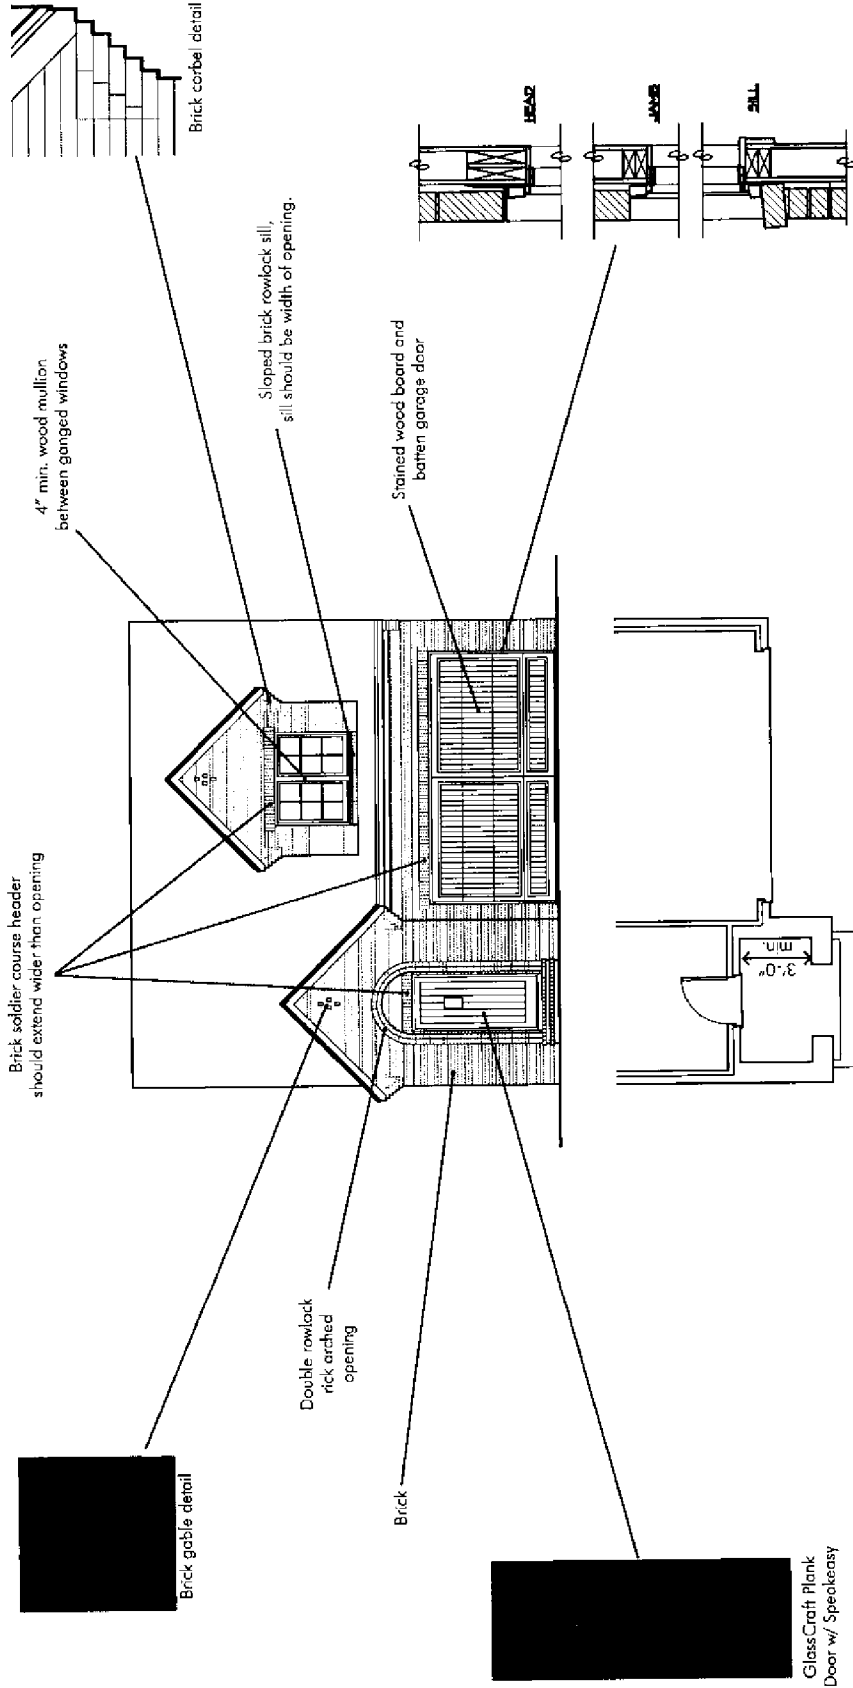 Brick gable detail
Brick soldier course header
should extend wider than opening
4" min. wood mullion
between ganged windows
Brick corbel detail
Sloped brick rowlock sill,
sill should be width of opening.
Double rowlock
rick arched
opening
Brick
Stained wood board and
batten garage door
HEAD
JAMB
SILL
GlassCraft Plank
Door w/ Speakeasy
3'-0"
min.